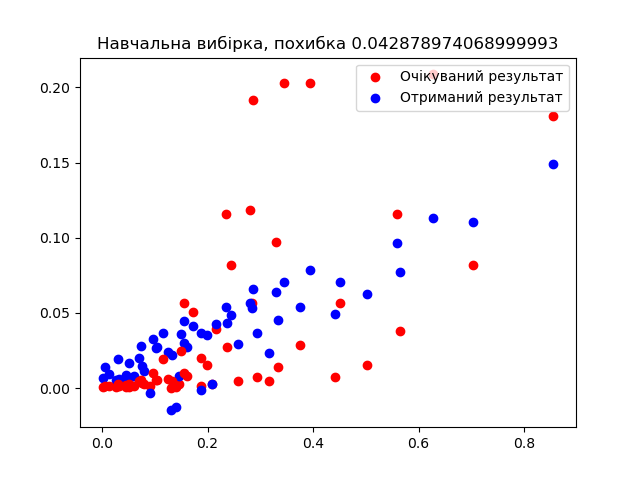 Навчальна вибірка, похибка 0.042878974068999993
Очікуваний результат
Отриманий результат
0.20
0.15
0.10
0.05
0.00
0.0 0.2 0.4 0.6 0.8